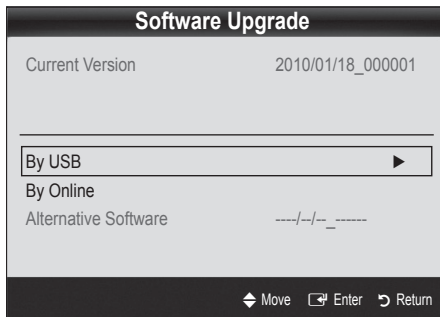 Software Upgrade
Current Version 2010/01/18_000001
By USB ►
By Online
Alternative Software ----/--/--_------
Move Enter Return